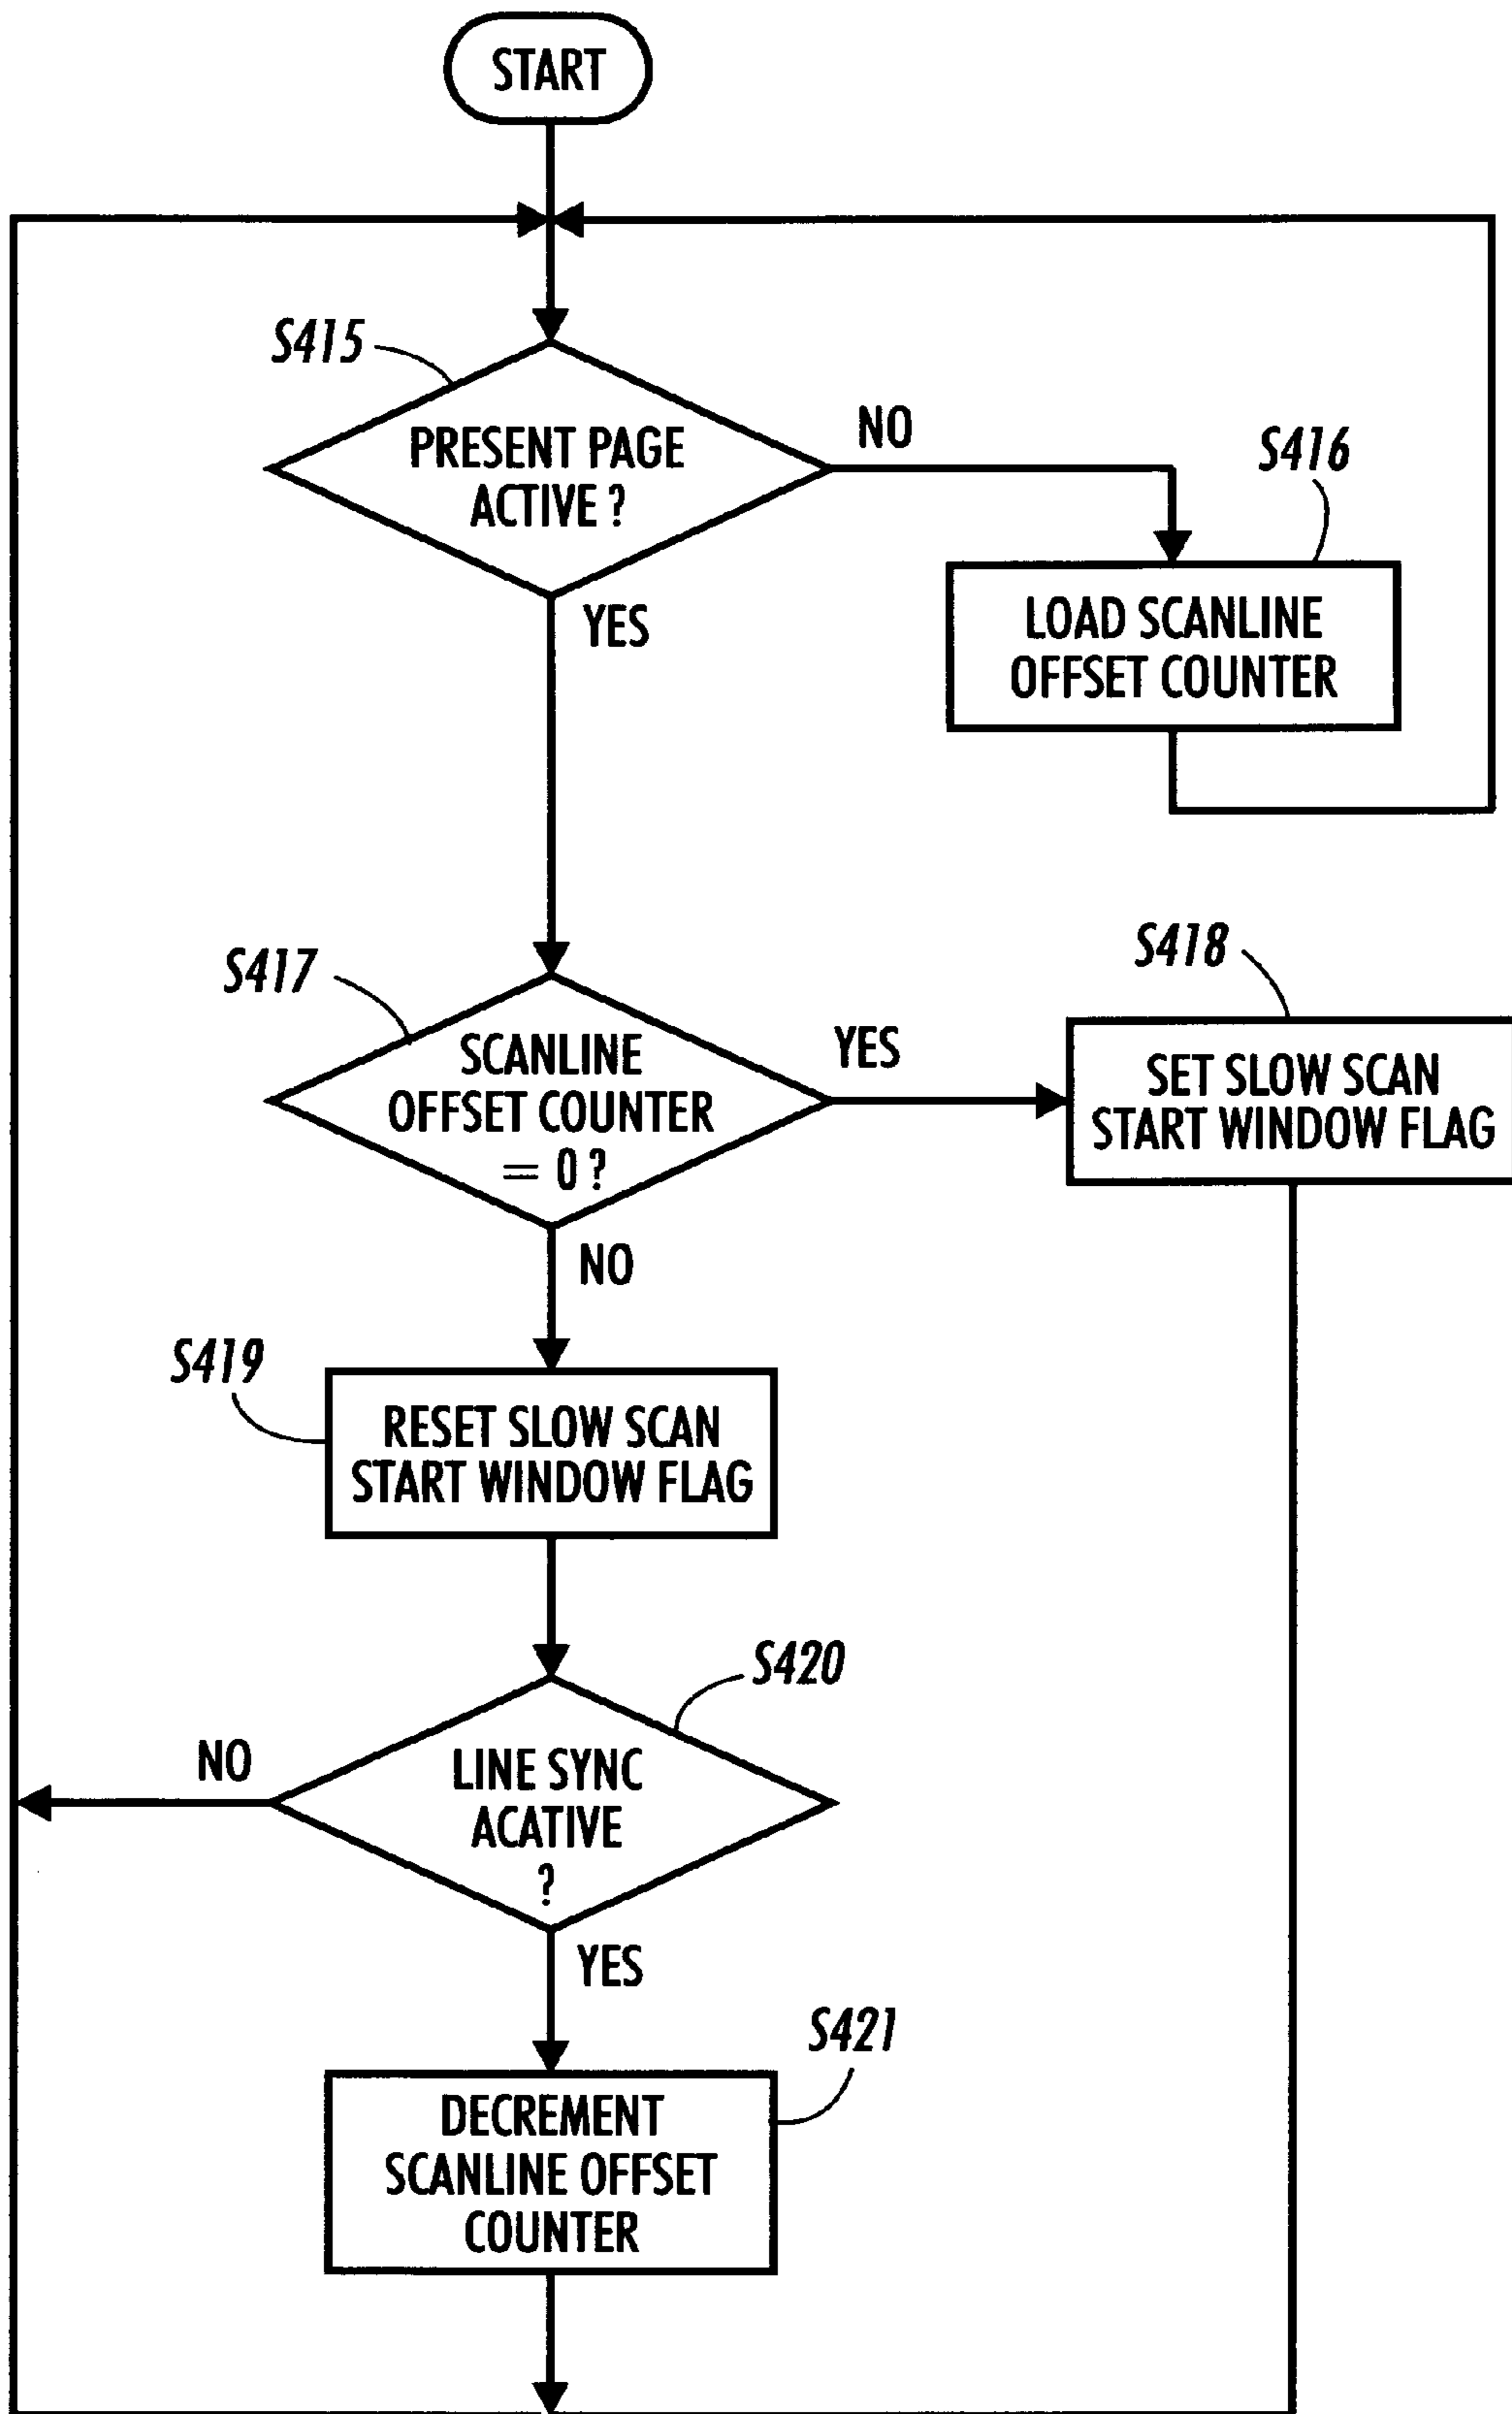 START
S415
PRESENT PAGE
ACTIVE ?
NO
S416
YES
LOAD SCANLINE
OFFSET COUNTER
S417
S418
SCANLINE
OFFSET COUNTER
= 0 ?
YES
SET SLOW SCAN
START WINDOW FLAG
NO
S419
RESET SLOW SCAN
START WINDOW FLAG
S420
NO
LINE SYNC
ACATIVE
?
YES
S421
DECREMENT
SCANLINE OFFSET
COUNTER